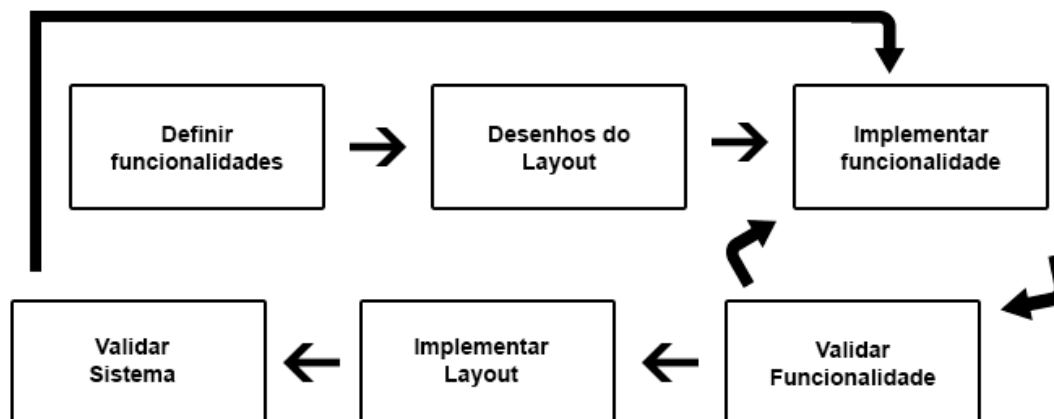 Definir
funcionalidades
Desenhos do
Layout
Implementar
funcionalidade
Validar
Sistema
Implementar
Layout
Validar
Funcionalidade